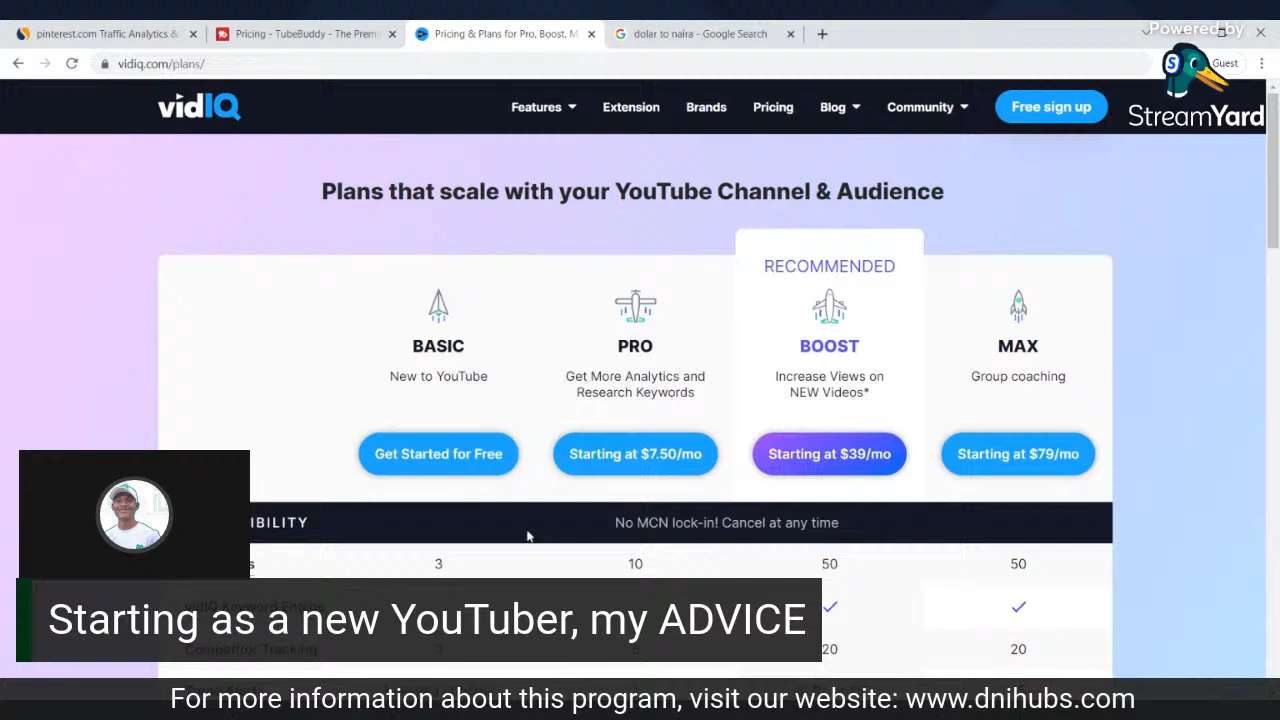 Powered by
StreamYard
pinterest.com Traffic Analytics &
Pricing - TubeBuddy - The Prem
Pricing & Plans for Pro, Boost, M
dolar to naira - Google Search
vidiq.com/plans/
Guest
vidIQ
Features
Extension
Brands
Pricing
Blog
Community
Free sign up
Plans that scale with your YouTube Channel & Audience
RECOMMENDED
BASIC
PRO
BOOST
MAX
New to YouTube
Get More Analytics and
Research Keywords
Increase Views on
NEW Videos*
Group coaching
Get Started for Free
Starting at $7.50/mo
Starting at $39/mo
Starting at $79/mo
IBILITY
No MCN lock-in! Cancel at any time
3
10
50
50
Starting as a new YouTuber, my ADVICE
Competitor Tracking
20
20
For more information about this program, visit our website: www.dnihubs.com